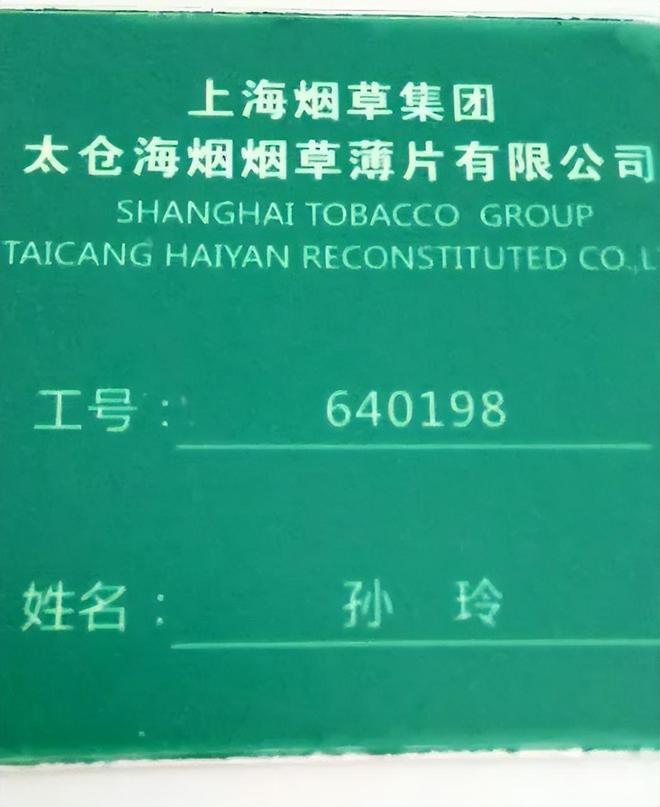 上海烟草集团
太仓海烟烟草薄片有限公司
SHANGHAI TOBACCO GROUP
TAICANG HAIYAN RECONSTITUTED CO.,L
工号： 640198
姓名： 孙 玲